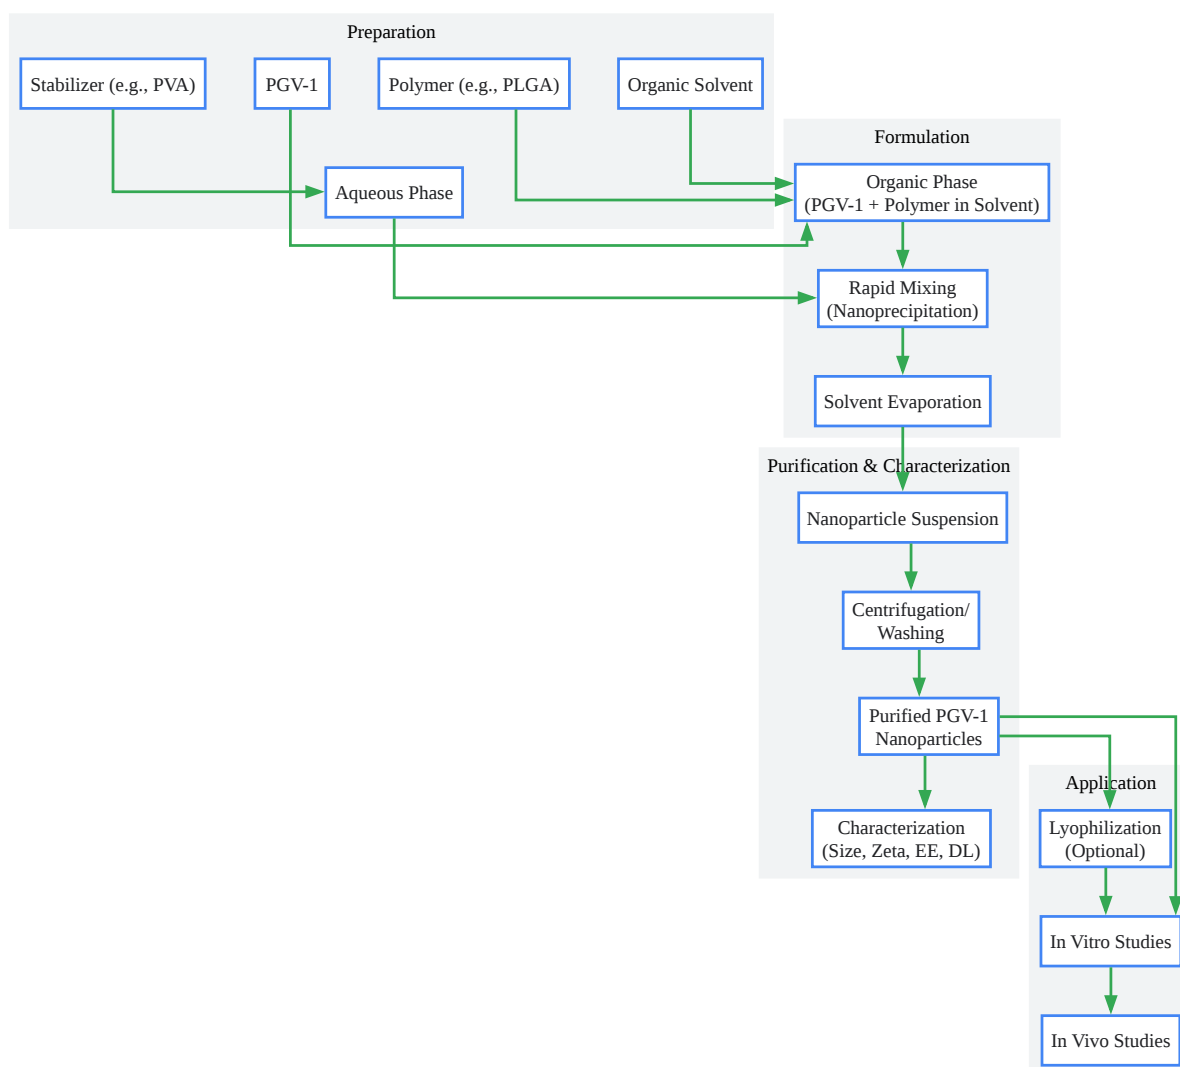 Preparation
Stabilizer (e.g., PVA)
PGV-1
Polymer (e.g., PLGA)
Organic Solvent
Aqueous Phase
Formulation
Organic Phase
(PGV-1 + Polymer in Solvent)
Rapid Mixing
(Nanoprecipitation)
Solvent Evaporation
Purification & Characterization
Nanoparticle Suspension
Centrifugation/
Washing
Purified PGV-1
Nanoparticles
Characterization
(Size, Zeta, EE, DL)
Application
Lyophilization
(Optional)
In Vitro Studies
In Vivo Studies